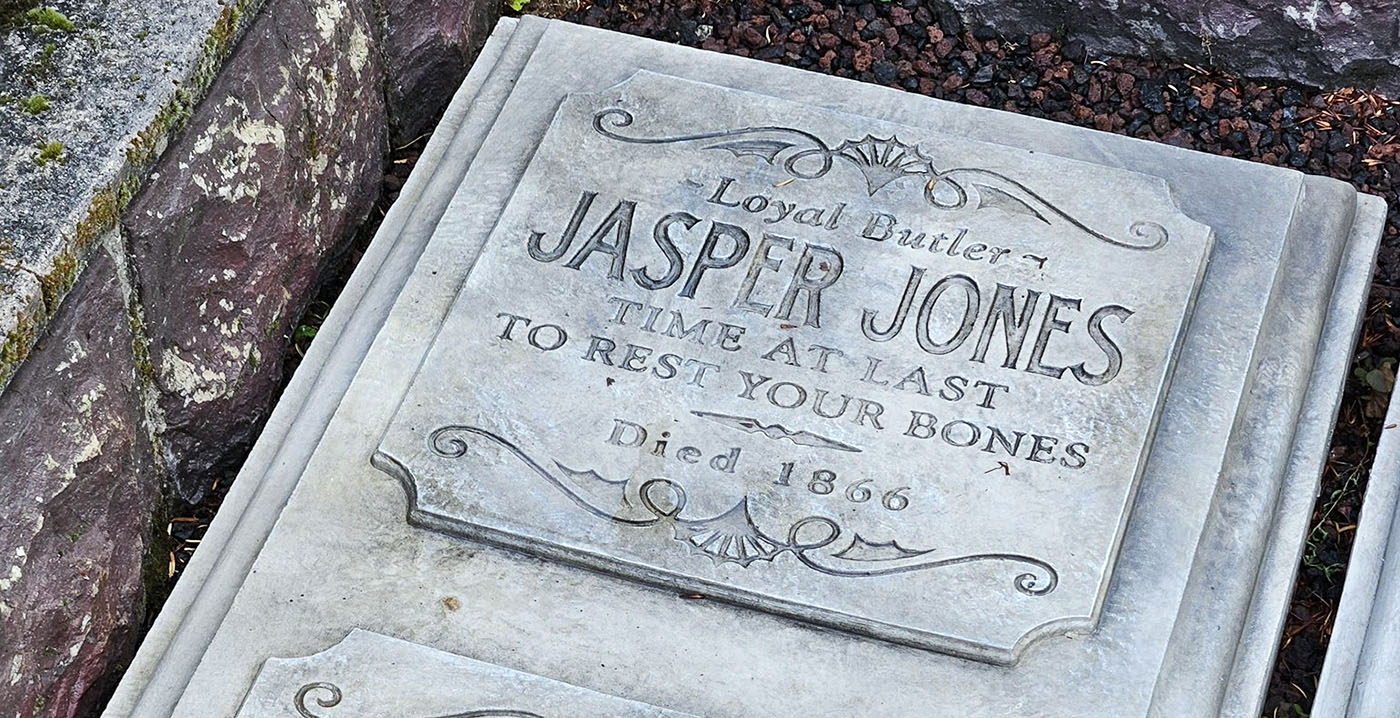 ~Loyal Butler~
JASPER JONES
TIME AT LAST
TO REST YOUR BONES
Died 1866